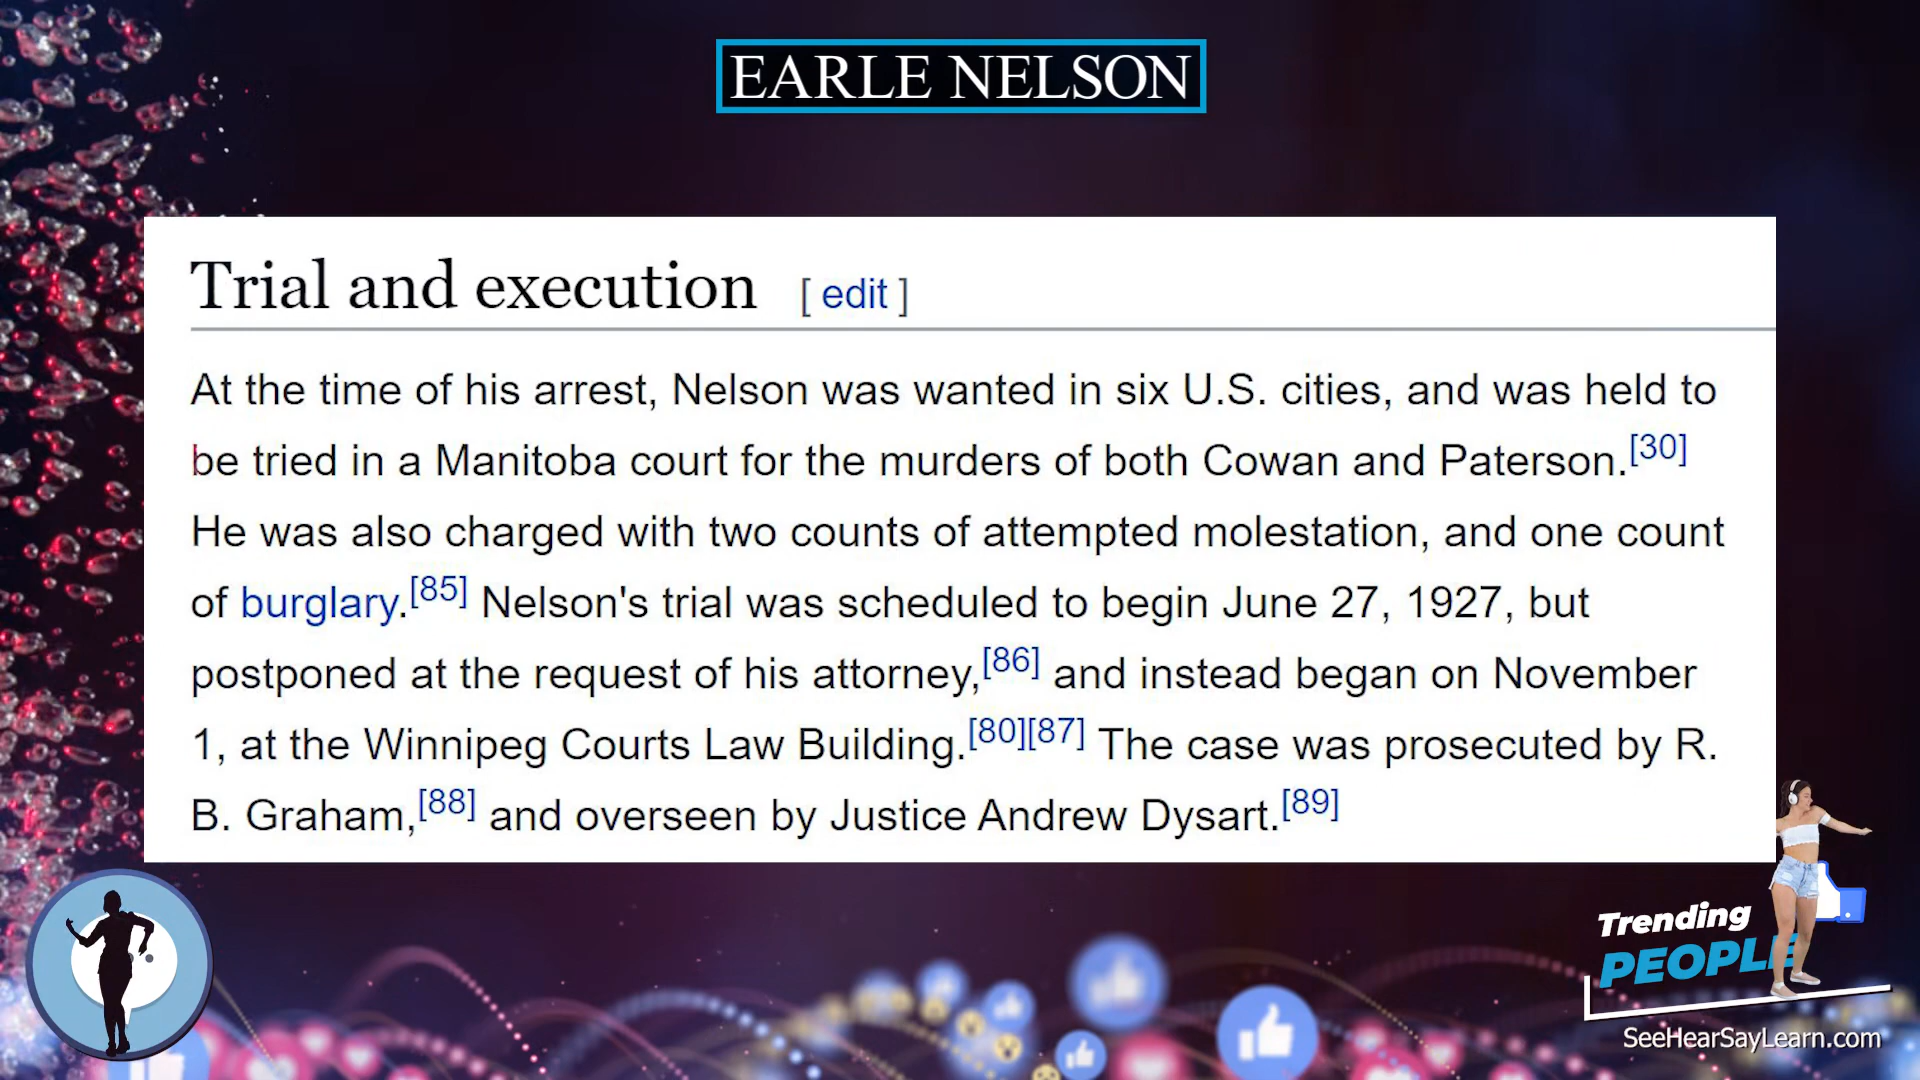 EARLE NELSON
Trial and execution [ edit ]
At the time of his arrest, Nelson was wanted in six U.S. cities, and was held to
be tried in a Manitoba court for the murders of both Cowan and Paterson.[30]
He was also charged with two counts of attempted molestation, and one count
of burglary.[85] Nelson's trial was scheduled to begin June 27, 1927, but
postponed at the request of his attorney,[86] and instead began on November
1, at the Winnipeg Courts Law Building.[80][87] The case was prosecuted by R.
B. Graham,[88] and overseen by Justice Andrew Dysart.[89]
Trending
PEOPLE
SeeHearSayLearn.com